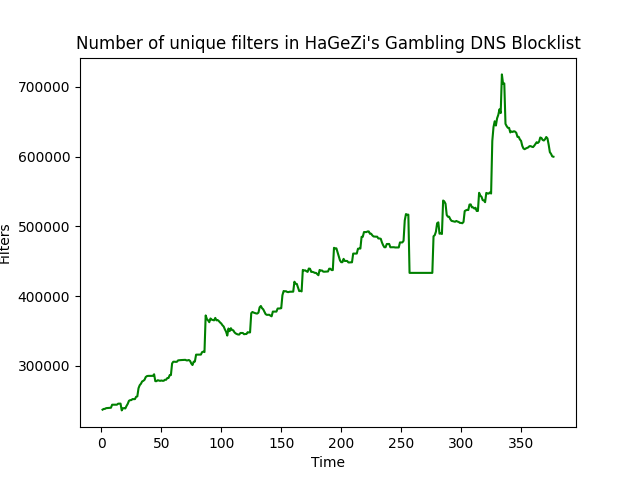 Number of unique filters in HaGeZi's Gambling DNS Blocklist
700000
600000
500000
400000
300000
Filters
0 50 100 150 200 250 300 350
Time